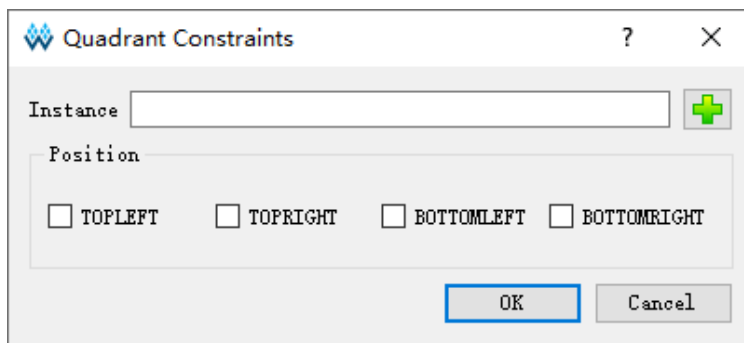 Quadrant Constraints
Instance
Position
TOPLEFT TOPRIGHT BOTTOMLEFT BOTTOMRIGHT
OK Cancel